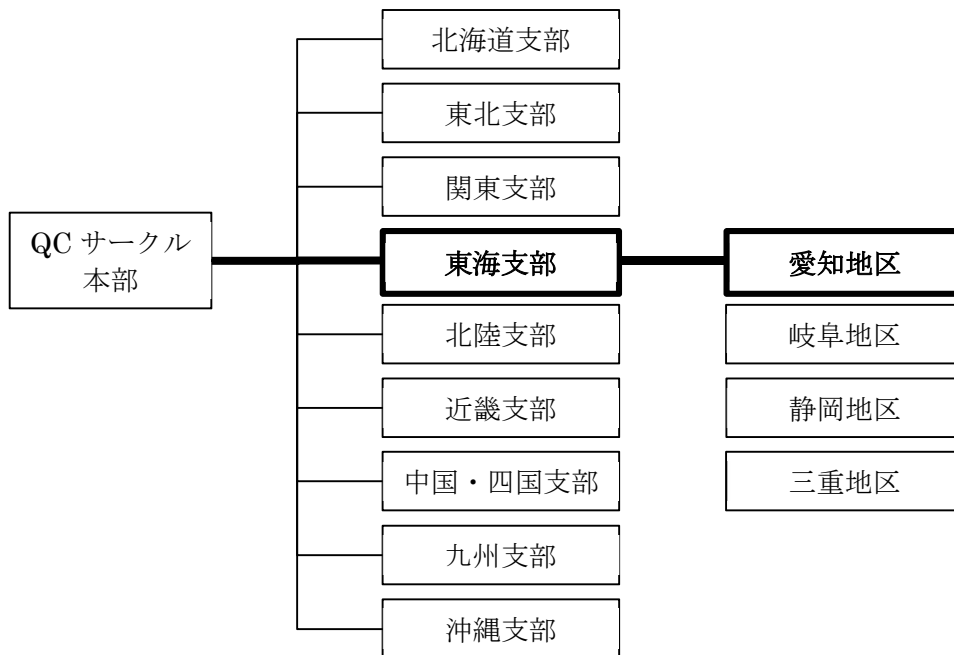 北海道支部
東北支部
関東支部
QC サークル
本部
東海支部
愛知地区
北陸支部
岐阜地区
近畿支部
静岡地区
中国・四国支部
三重地区
九州支部
沖縄支部